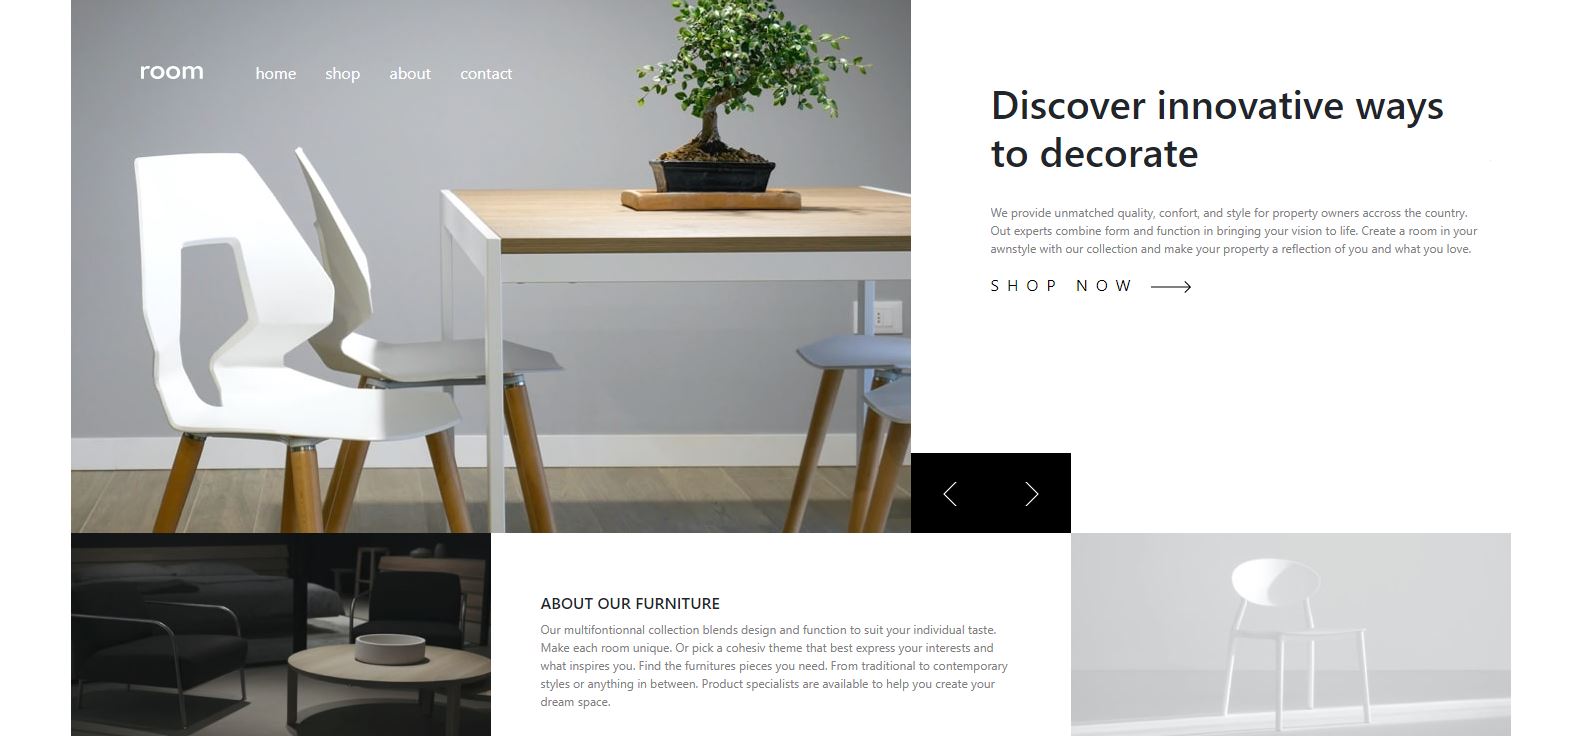 room
home shop about contact
Discover innovative ways
to decorate
We provide unmatched quality, confort, and style for property owners accross the country.
Out experts combine form and function in bringing your vision to life. Create a room in your
awnstyle with our collection and make your property a reflection of you and what you love.
SHOP NOW
ABOUT OUR FURNITURE
Our multifontionnal collection blends design and function to suit your individual taste.
Make each room unique. Or pick a cohesiv theme that best express your interests and
what inspires you. Find the furnitures pieces you need. From traditional to contemporary
styles or anything in between. Product specialists are available to help you create your
dream space.